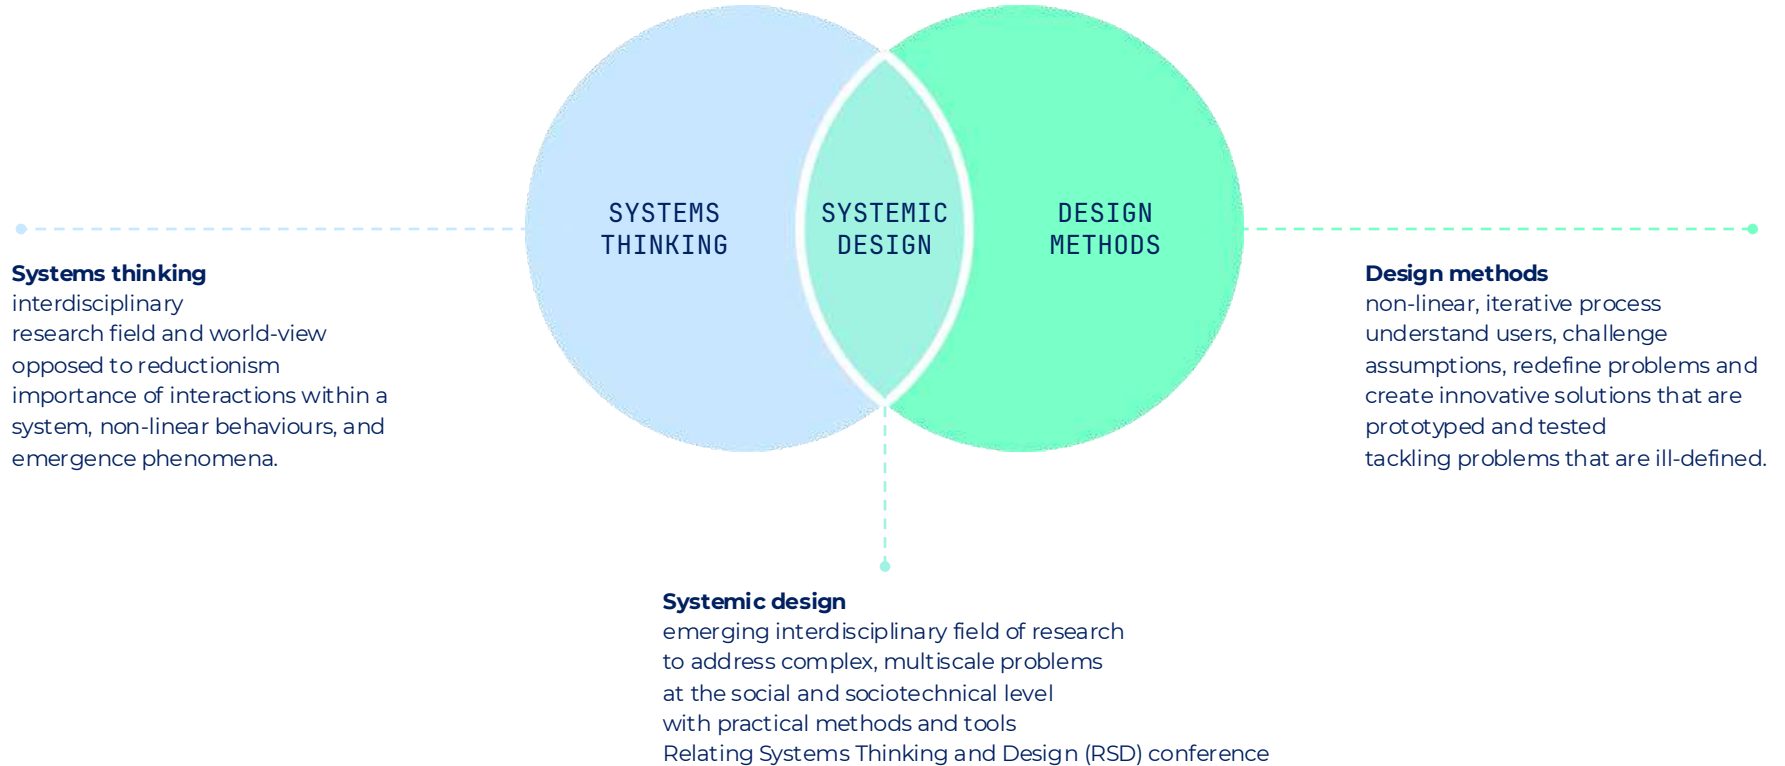 SYSTEMS
THINKING
SYSTEMIC
DESIGN
DESIGN
METHODS
Systems thinking
interdisciplinary
research field and world-view
opposed to reductionism
importance of interactions within a
system, non-linear behaviours, and
emergence phenomena.
Design methods
non-linear, iterative process
understand users, challenge
assumptions, redefine problems and
create innovative solutions that are
prototyped and tested
tackling problems that are ill-defined.
Systemic design
emerging interdisciplinary field of research
to address complex, multiscale problems
at the social and sociotechnical level
with practical methods and tools
Relating Systems Thinking and Design (RSD) conference